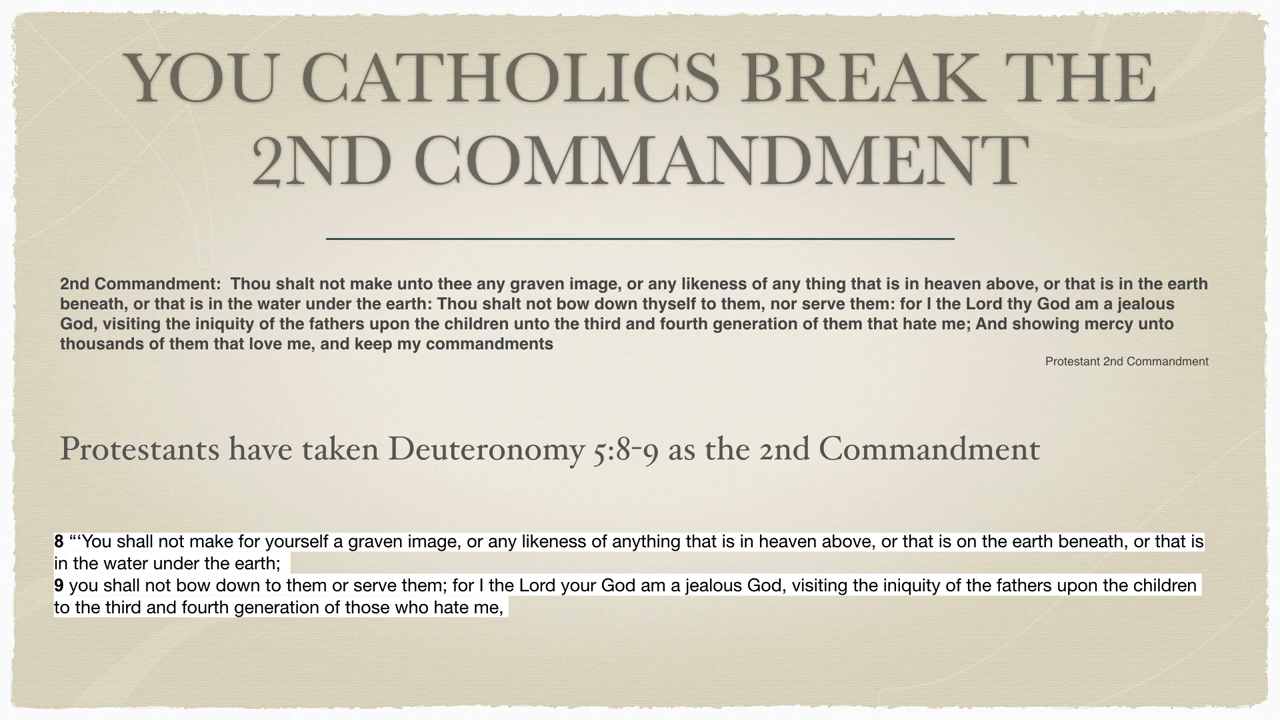 YOU CATHOLICS BREAK THE
2ND COMMANDMENT
2nd Commandment:  Thou shalt not make unto thee any graven image, or any likeness of any thing that is in heaven above, or that is in the earth
beneath, or that is in the water under the earth: Thou shalt not bow down thyself to them, nor serve them: for I the Lord thy God am a jealous
God, visiting the iniquity of the fathers upon the children unto the third and fourth generation of them that hate me; And showing mercy unto
thousands of them that love me, and keep my commandments
Protestant 2nd Commandment
Protestants have taken Deuteronomy 5:8-9 as the 2nd Commandment
8 “‘You shall not make for yourself a graven image, or any likeness of anything that is in heaven above, or that is on the earth beneath, or that is
in the water under the earth;
9 you shall not bow down to them or serve them; for I the Lord your God am a jealous God, visiting the iniquity of the fathers upon the children
to the third and fourth generation of those who hate me,